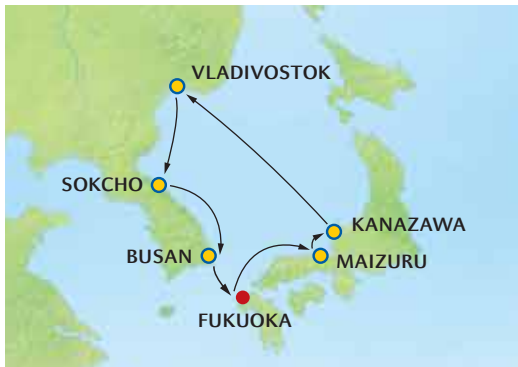 VLADIVOSTOK
SOKCHO
KANAZAWA
BUSAN
MAIZURU
FUKUOKA